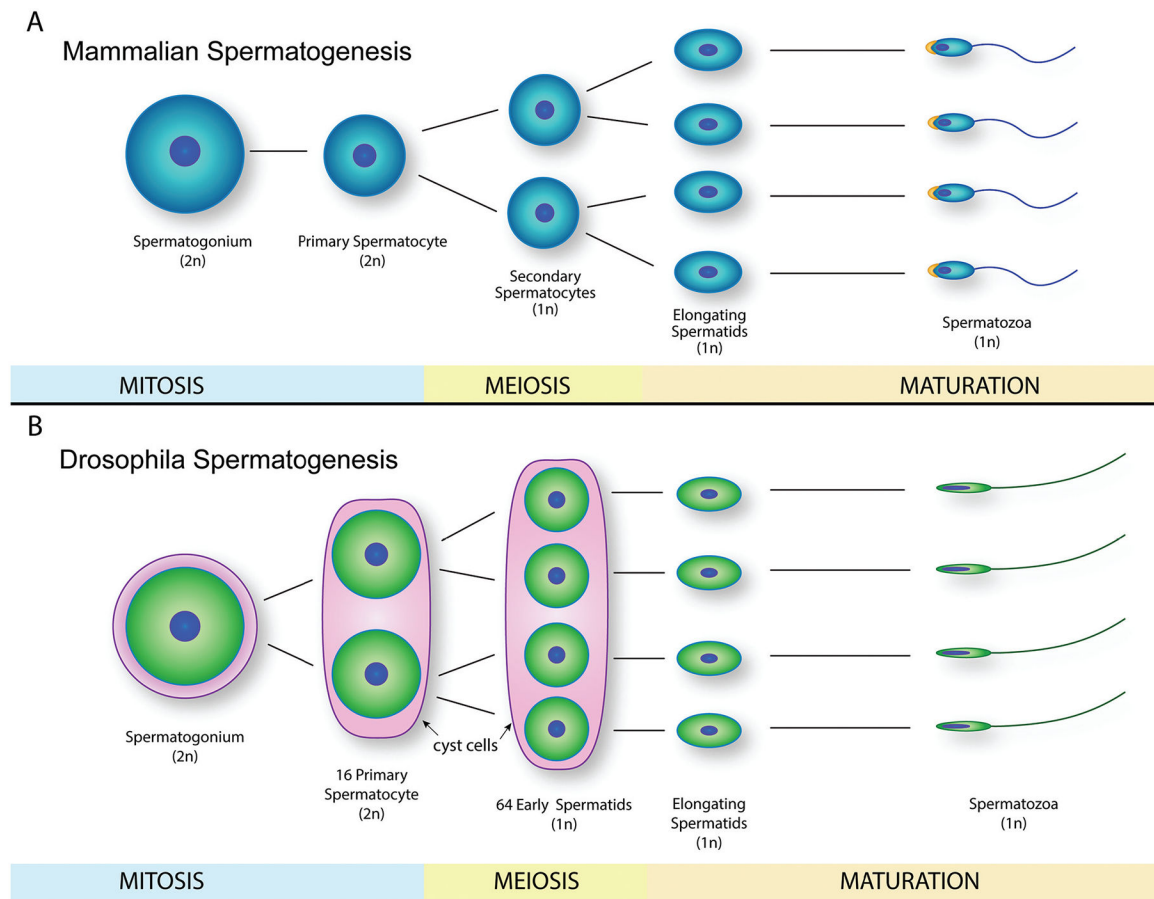 A
Mammalian Spermatogenesis
Spermatogonium
(2n)
Primary Spermatocyte
(2n)
Secondary
Spermatocytes
(1n)
Elongating
Spermatids
(1n)
Spermatozoa
(1n)
MITOSIS
MEIOSIS
MATURATION
B
Drosophila Spermatogenesis
Spermatogonium
(2n)
16 Primary
Spermatocyte
(2n)
cyst cells
64 Early Spermatids
(1n)
Elongating
Spermatids
(1n)
Spermatozoa
(1n)
MITOSIS
MEIOSIS
MATURATION